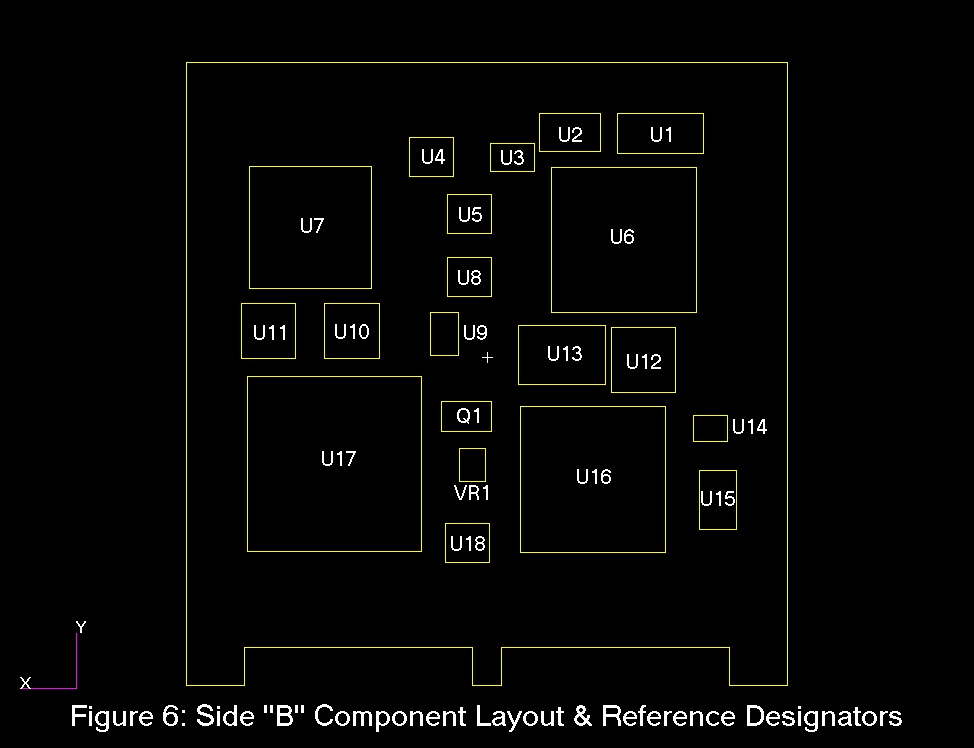 U2
U1
U4
U3
U7
U5
U6
U8
U11
U10
U9
U13
U12
Q1
U14
U17
U16
VR1
U15
U18
Y
X
Figure 6: Side "B" Component Layout & Reference Designators